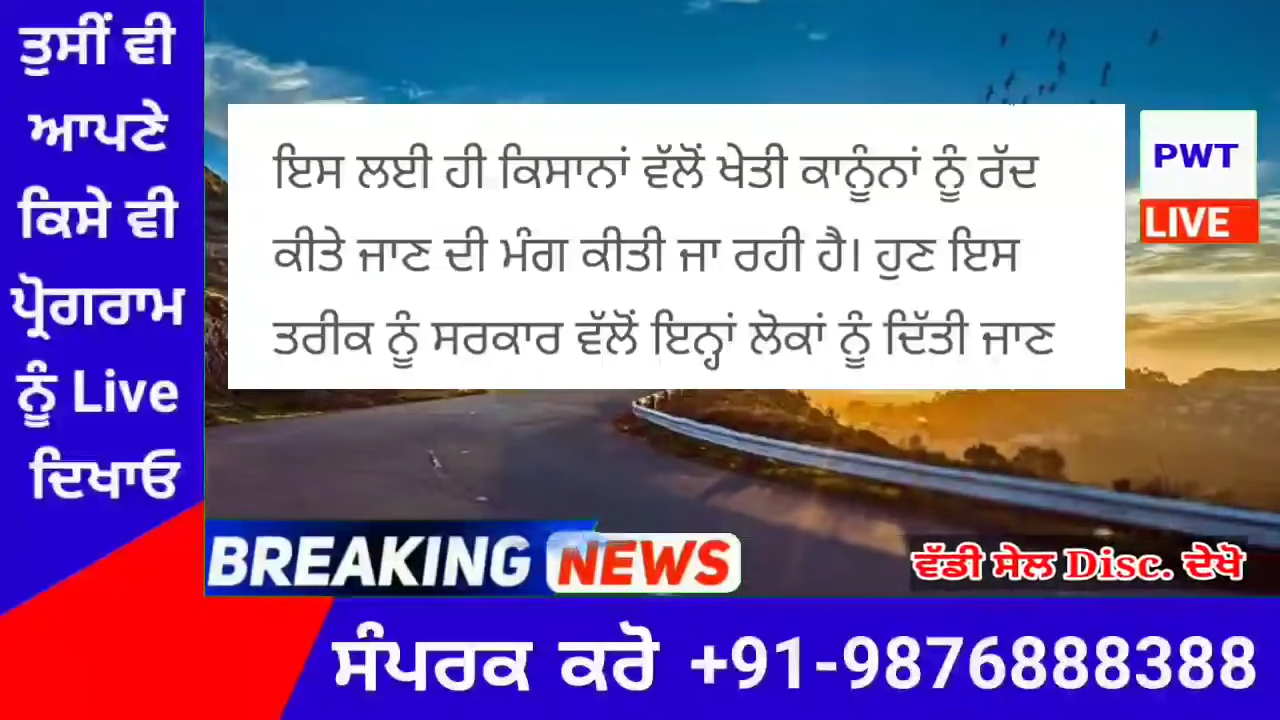 ਤੁਸੀਂ ਵੀ
ਆਪਣੇ
ਕਿਸੇ ਵੀ
ਪ੍ਰੋਗਰਾਮ
ਨੂੰ Live
ਦਿਖਾਓ
ਇਸ ਲਈ ਹੀ ਕਿਸਾਨਾਂ ਵੱਲੋਂ ਖੇਤੀ ਕਾਨੂੰਨਾਂ ਨੂੰ ਰੱਦ
ਕੀਤੇ ਜਾਣ ਦੀ ਮੰਗ ਕੀਤੀ ਜਾ ਰਹੀ ਹੈ। ਹੁਣ ਇਸ
ਤਰੀਕ ਨੂੰ ਸਰਕਾਰ ਵੱਲੋਂ ਇਨ੍ਹਾਂ ਲੋਕਾਂ ਨੂੰ ਦਿੱਤੀ ਜਾਣ
PWT
LIVE
BREAKING NEWS
ਵੱਡੀ ਸੇਲ Disc. ਦੇਖੋ
ਸੰਪਰਕ ਕਰੋ +91-9876888388